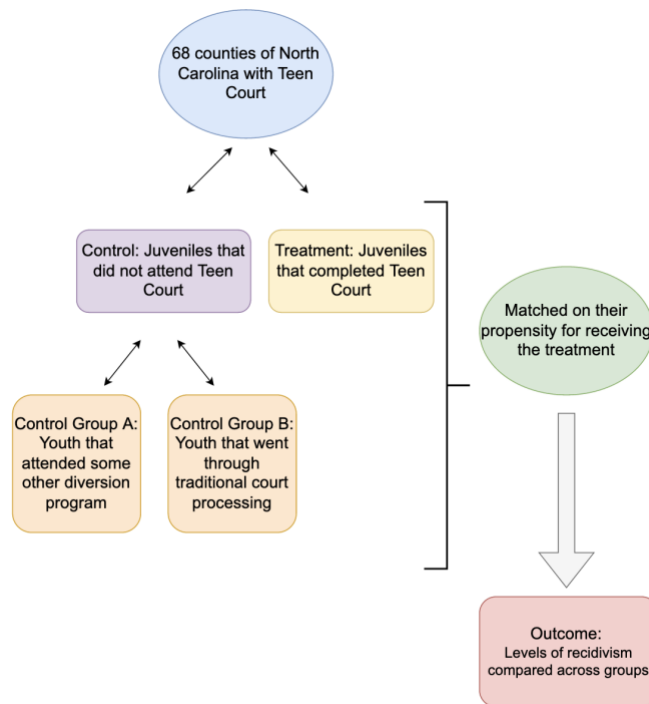 68 counties of North
Carolina with Teen
Court
Control: Juveniles that
did not attend Teen
Court
Treatment: Juveniles
that completed Teen
Court
Matched on their
propensity for receiving
the treatment
Control Group A:
Youth that
attended some
other diversion
program
Control Group B:
Youth that went
through
traditional court
processing
Outcome:
Levels of recidivism
compared across groups